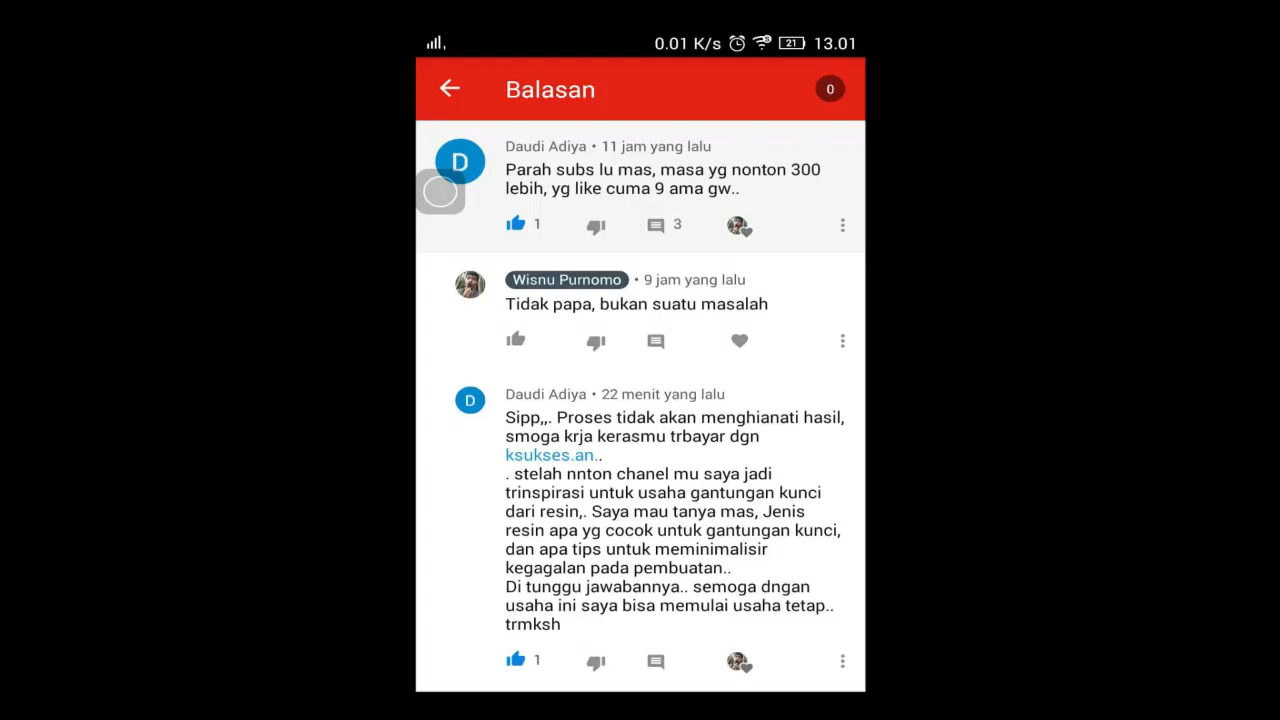 0.01 K/s 21 13.01
Balasan 0
Daudi Adiya • 11 jam yang lalu
D
Parah subs lu mas, masa yg nonton 300
lebih, yg like cuma 9 ama gw..
1 3
Wisnu Purnomo • 9 jam yang lalu
Tidak papa, bukan suatu masalah
Daudi Adiya • 22 menit yang lalu
D
Sipp,,. Proses tidak akan menghianati hasil,
smoga krja kerasmu trbayar dgn
ksukses.an..
. stelah nnton chanel mu saya jadi
trinspirasi untuk usaha gantungan kunci
dari resin,. Saya mau tanya mas, Jenis
resin apa yg cocok untuk gantungan kunci,
dan apa tips untuk meminimalisir
kegagalan pada pembuatan..
Di tunggu jawabannya.. semoga dngan
usaha ini saya bisa memulai usaha tetap..
trmksh
1